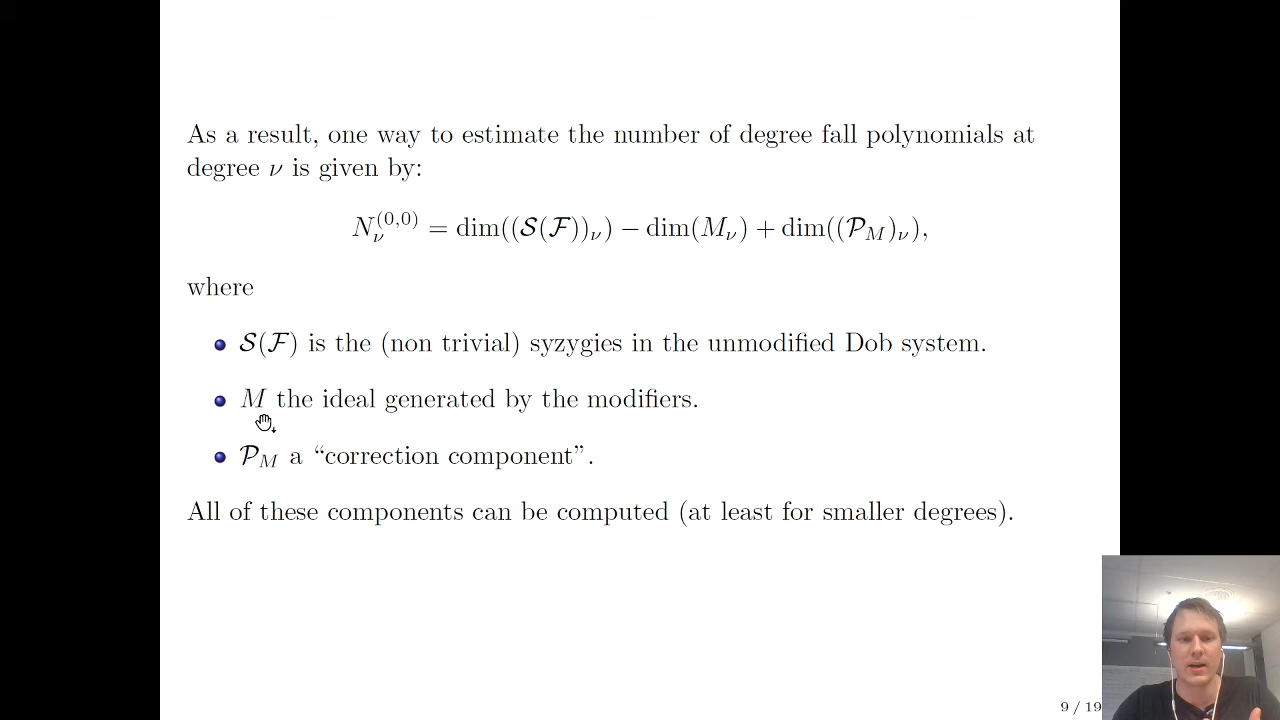 As a result, one way to estimate the number of degree fall polynomials at
degree ν is given by:
N_ν^{(0,0)} = dim((𝒮(ℱ))_ν) − dim(M_ν) + dim((𝒫_M)_ν),
where
𝒮(ℱ) is the (non trivial) syzygies in the unmodified Dob system.
M the ideal generated by the modifiers.
𝒫_M a “correction component”.
All of these components can be computed (at least for smaller degrees).
9 / 19